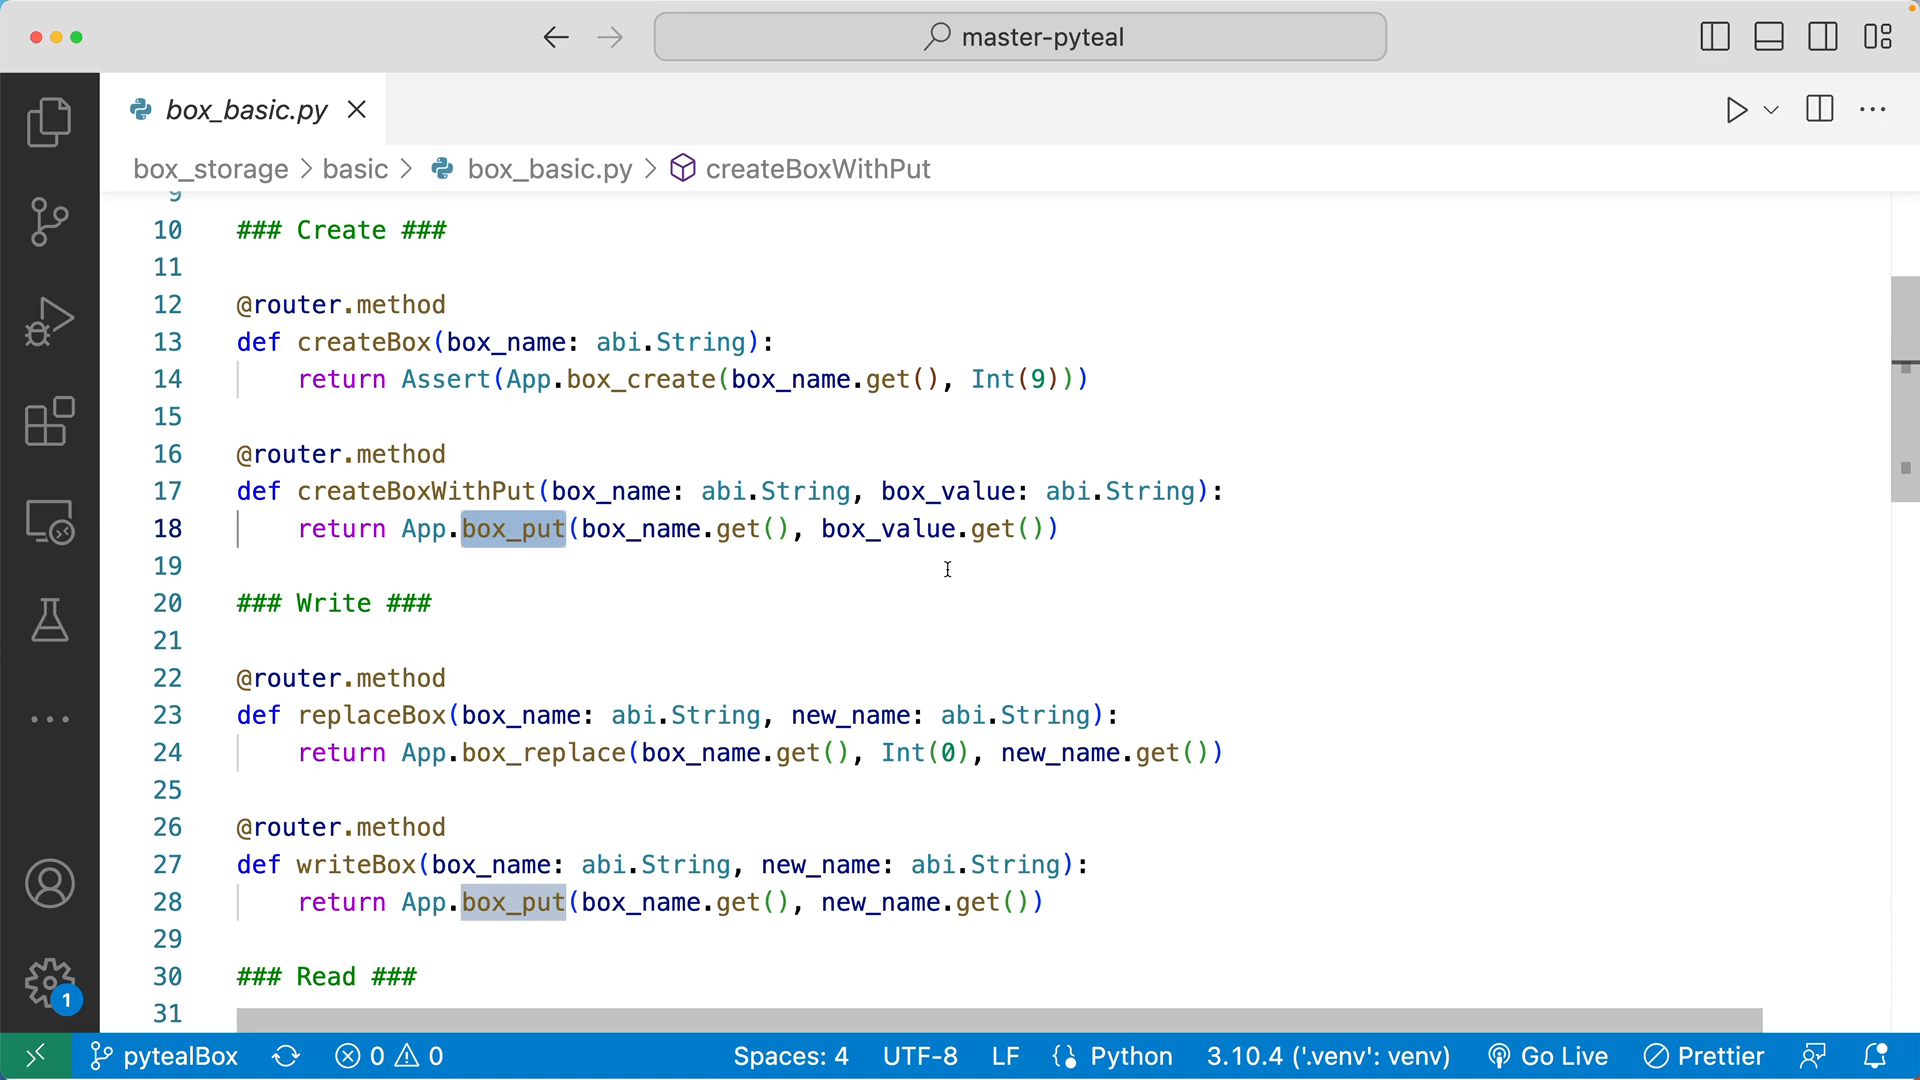 master-pyteal
box_basic.py
box_storage > basic > box_basic.py > createBoxWithPut
9
10 ### Create ###
11
12 @router.method
13 def createBox(box_name: abi.String):
14     return Assert(App.box_create(box_name.get(), Int(9)))
15
16 @router.method
17 def createBoxWithPut(box_name: abi.String, box_value: abi.String):
18     return App.box_put(box_name.get(), box_value.get())
19
20 ### Write ###
21
22 @router.method
23 def replaceBox(box_name: abi.String, new_name: abi.String):
24     return App.box_replace(box_name.get(), Int(0), new_name.get())
25
26 @router.method
27 def writeBox(box_name: abi.String, new_name: abi.String):
28     return App.box_put(box_name.get(), new_name.get())
29
30 ### Read ###
31
1
pytealBox 0 0 Spaces: 4 UTF-8 LF Python 3.10.4 ('.venv': venv) Go Live Prettier